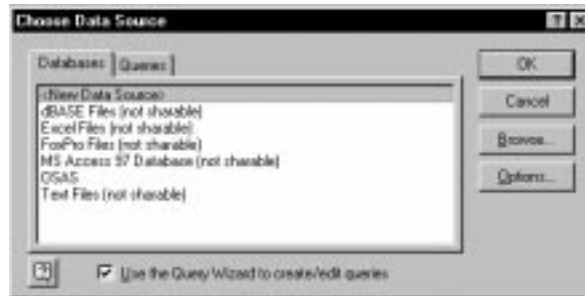 Choose Data Source
Databases Queries
<New Data Source>
dBASE Files (not sharable)
Excel Files (not sharable)
FoxPro Files (not sharable)
MS Access 97 Database (not sharable)
OSAS
Text Files (not sharable)
OK
Cancel
Browse...
Options...
Use the Query Wizard to create/edit queries